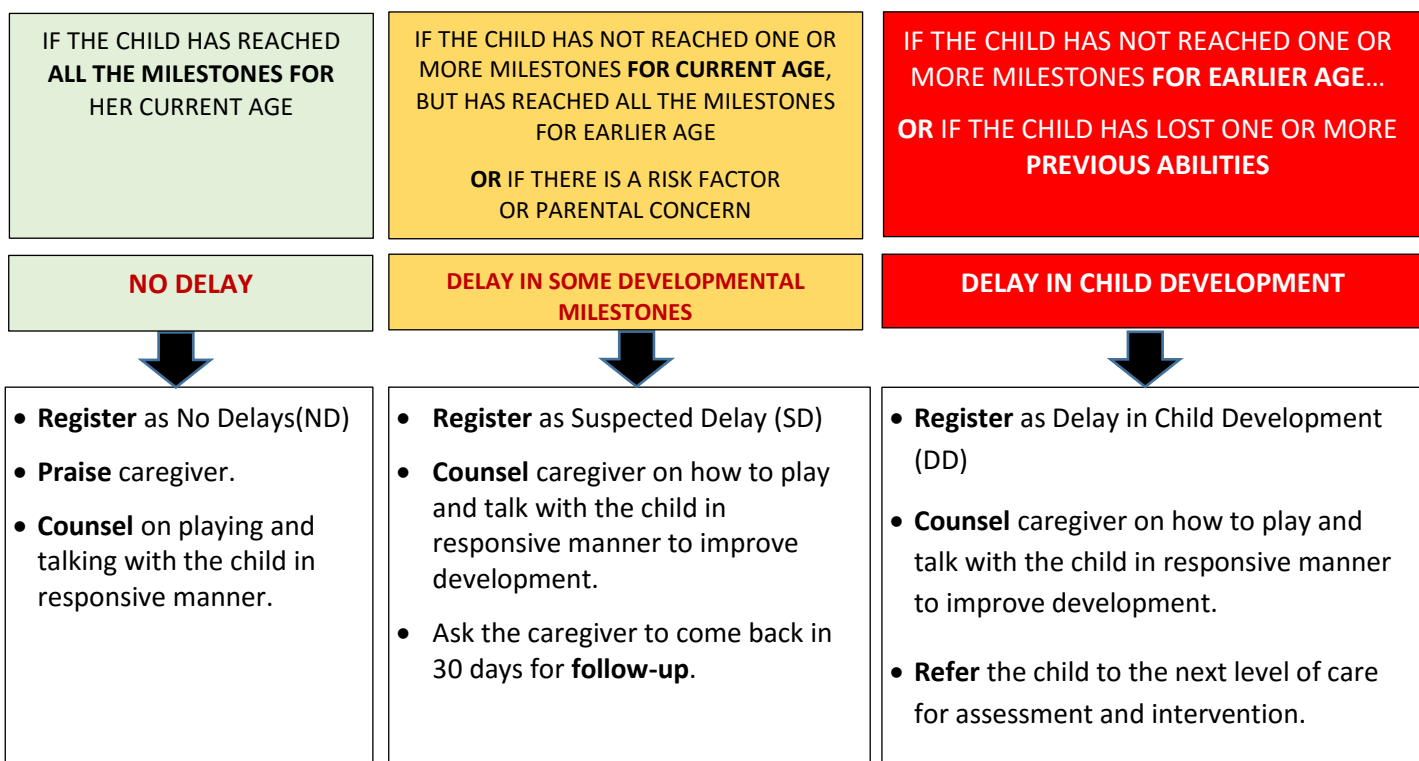 IF THE CHILD HAS REACHED
ALL THE MILESTONES FOR
HER CURRENT AGE
NO DELAY
• Register as No Delays(ND)
• Praise caregiver.
• Counsel on playing and
talking with the child in
responsive manner.
IF THE CHILD HAS NOT REACHED ONE OR
MORE MILESTONES FOR CURRENT AGE,
BUT HAS REACHED ALL THE MILESTONES
FOR EARLIER AGE
OR IF THERE IS A RISK FACTOR
OR PARENTAL CONCERN
DELAY IN SOME DEVELOPMENTAL
MILESTONES
• Register as Suspected Delay (SD)
• Counsel caregiver on how to play
and talk with the child in
responsive manner to improve
development.
• Ask the caregiver to come back in
30 days for follow-up.
IF THE CHILD HAS NOT REACHED ONE OR
MORE MILESTONES FOR EARLIER AGE...
OR IF THE CHILD HAS LOST ONE OR MORE
PREVIOUS ABILITIES
DELAY IN CHILD DEVELOPMENT
• Register as Delay in Child Development
(DD)
• Counsel caregiver on how to play and
talk with the child in responsive manner
to improve development.
• Refer the child to the next level of care
for assessment and intervention.